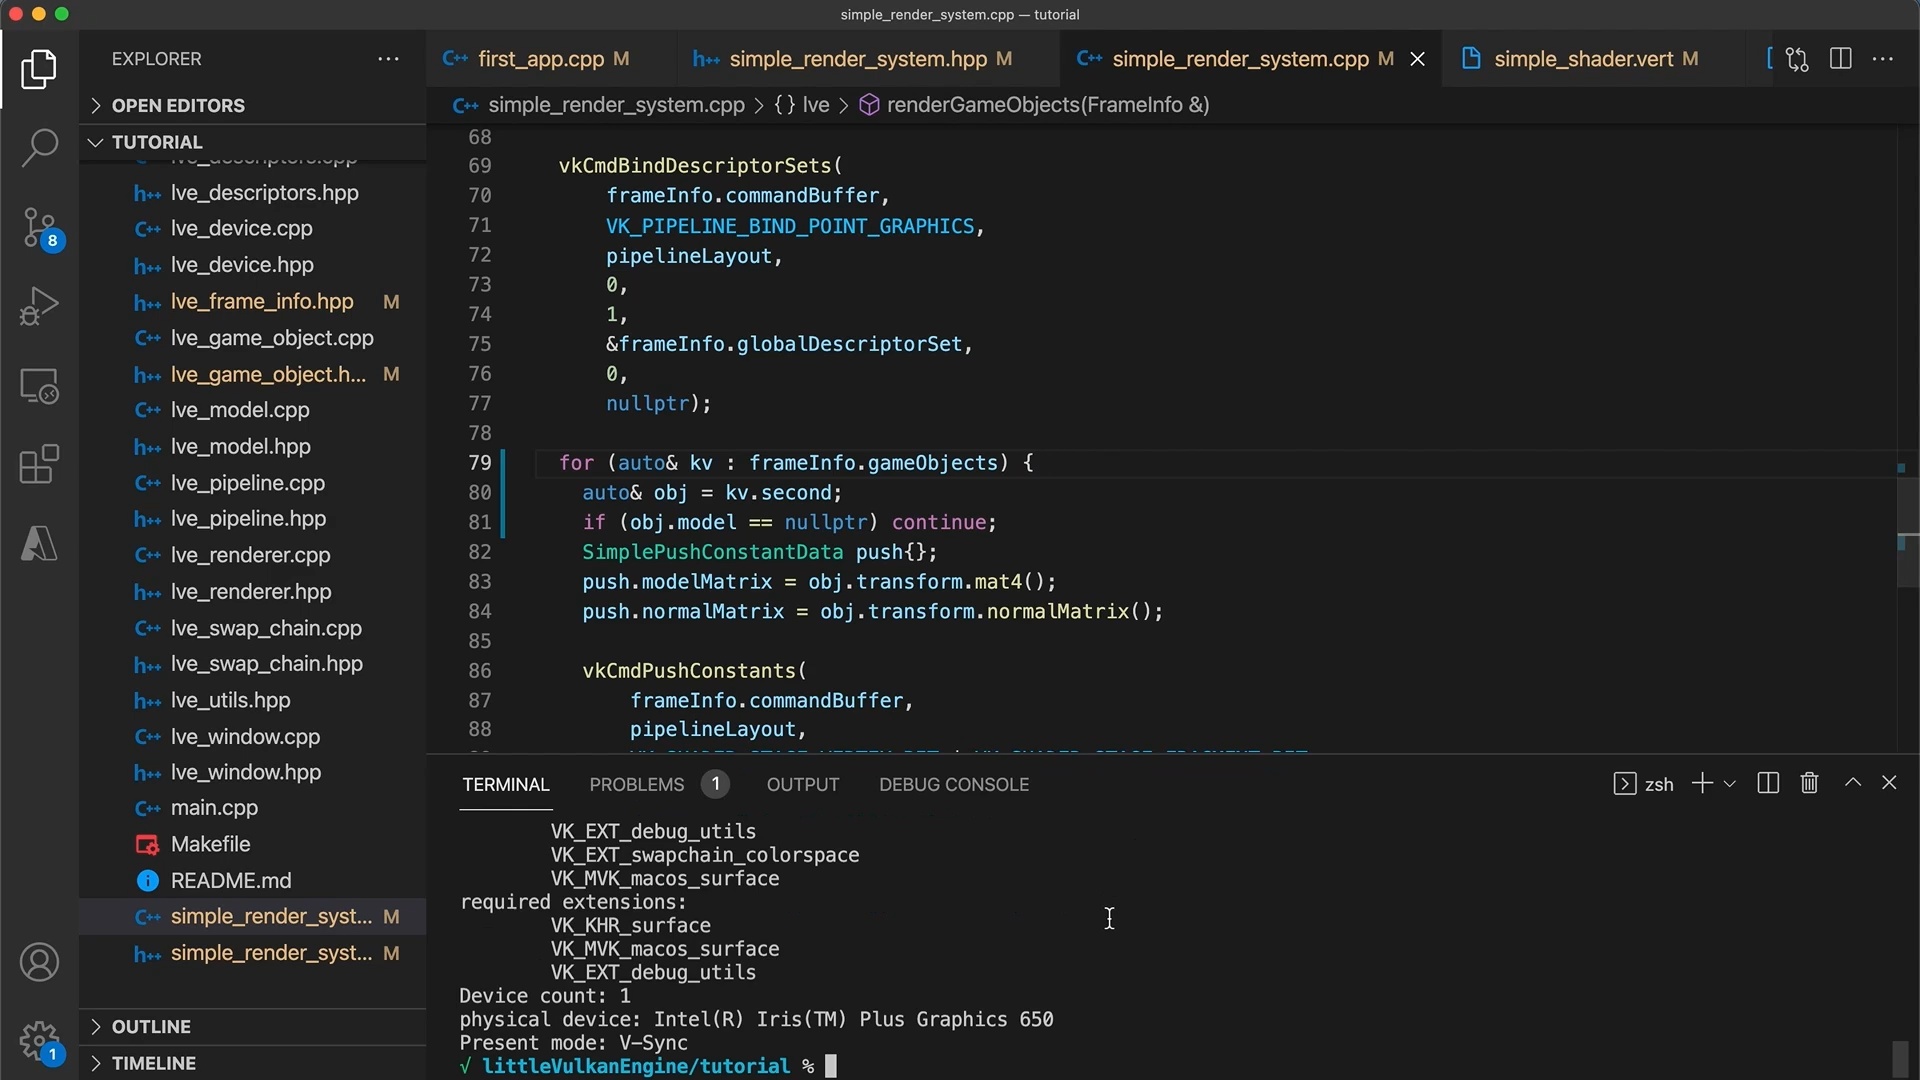 simple_render_system.cpp — tutorial
EXPLORER
first_app.cpp M
simple_render_system.hpp M
simple_render_system.cpp M
simple_shader.vert M
OPEN EDITORS
simple_render_system.cpp > {} lve > renderGameObjects(FrameInfo &)
TUTORIAL
lve_descriptors.cpp
lve_descriptors.hpp
lve_device.cpp
lve_device.hpp
lve_frame_info.hpp M
lve_game_object.cpp
lve_game_object.h... M
lve_model.cpp
lve_model.hpp
lve_pipeline.cpp
lve_pipeline.hpp
lve_renderer.cpp
lve_renderer.hpp
lve_swap_chain.cpp
lve_swap_chain.hpp
lve_utils.hpp
lve_window.cpp
lve_window.hpp
main.cpp
Makefile
README.md
simple_render_syst... M
simple_render_syst... M
OUTLINE
TIMELINE
8
1
68
69 vkCmdBindDescriptorSets(
70 frameInfo.commandBuffer,
71 VK_PIPELINE_BIND_POINT_GRAPHICS,
72 pipelineLayout,
73 0,
74 1,
75 &frameInfo.globalDescriptorSet,
76 0,
77 nullptr);
78
79 for (auto& kv : frameInfo.gameObjects) {
80 auto& obj = kv.second;
81 if (obj.model == nullptr) continue;
82 SimplePushConstantData push{};
83 push.modelMatrix = obj.transform.mat4();
84 push.normalMatrix = obj.transform.normalMatrix();
85
86 vkCmdPushConstants(
87 frameInfo.commandBuffer,
88 pipelineLayout,
TERMINAL PROBLEMS 1 OUTPUT DEBUG CONSOLE zsh
VK_EXT_debug_utils
VK_EXT_swapchain_colorspace
VK_MVK_macos_surface
required extensions:
VK_KHR_surface
VK_MVK_macos_surface
VK_EXT_debug_utils
Device count: 1
physical device: Intel(R) Iris(TM) Plus Graphics 650
Present mode: V-Sync
√ littleVulkanEngine/tutorial %